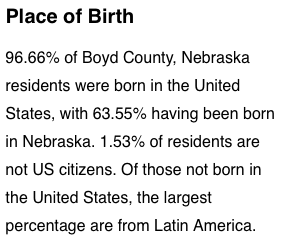 Place of Birth
96.66% of Boyd County, Nebraska
residents were born in the United
States, with 63.55% having been born
in Nebraska. 1.53% of residents are
not US citizens. Of those not born in
the United States, the largest
percentage are from Latin America.